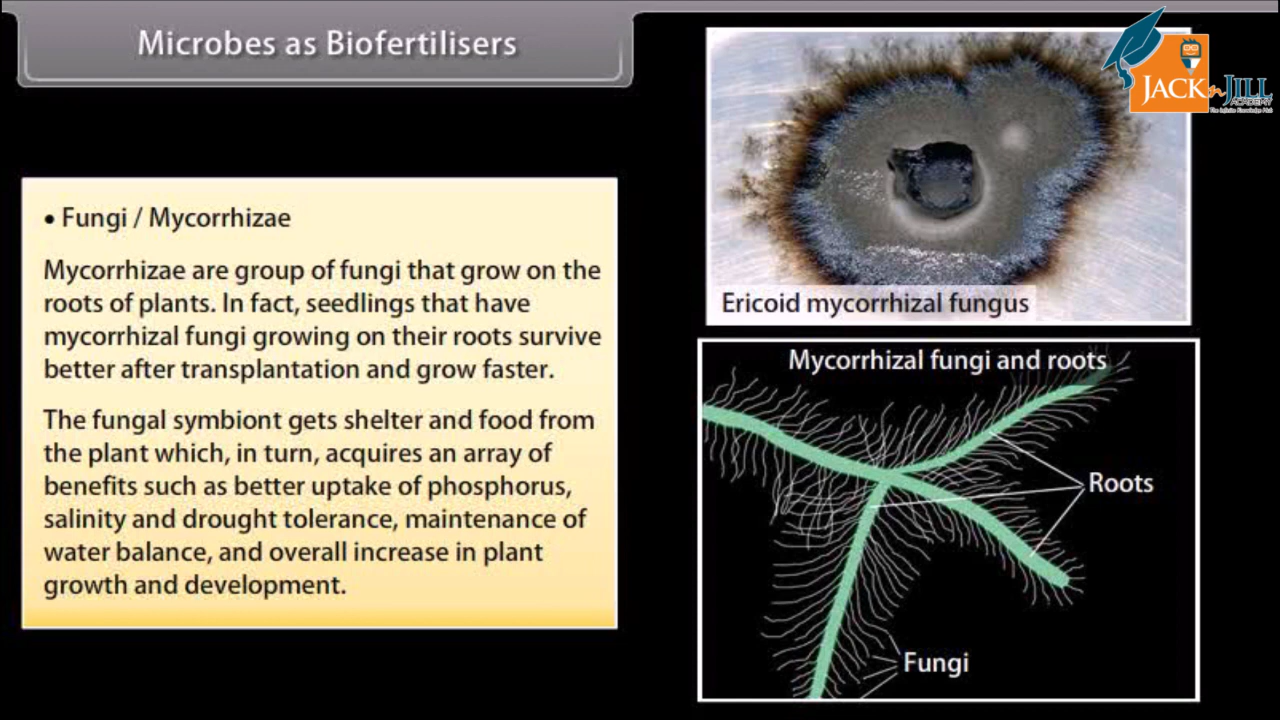 Microbes as Biofertilisers
• Fungi / Mycorrhizae
Mycorrhizae are group of fungi that grow on the
roots of plants. In fact, seedlings that have
mycorrhizal fungi growing on their roots survive
better after transplantation and grow faster.
The fungal symbiont gets shelter and food from
the plant which, in turn, acquires an array of
benefits such as better uptake of phosphorus,
salinity and drought tolerance, maintenance of
water balance, and overall increase in plant
growth and development.
JACK n JILL
ACADEMY
The Infinite Knowledge Hub
Ericoid mycorrhizal fungus
Mycorrhizal fungi and roots
Roots
Fungi